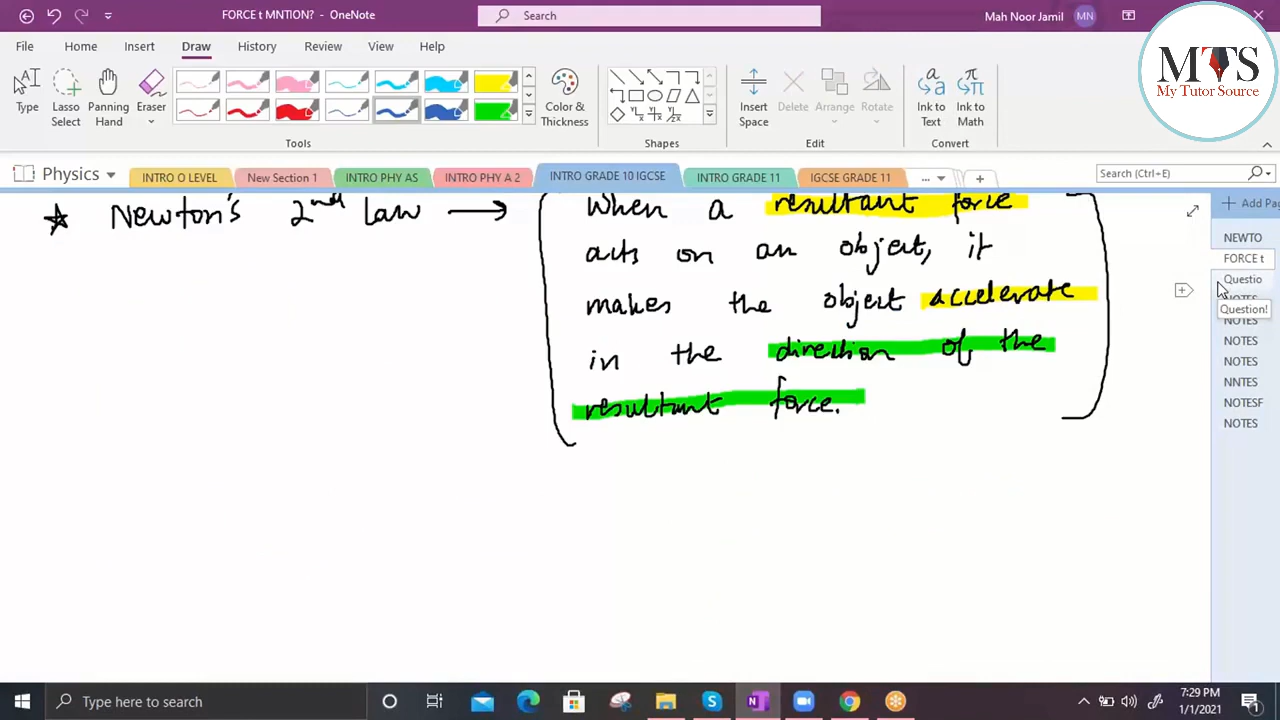 FORCE t MNTION? - OneNote
Search
Mah Noor Jamil
MN
File
Home
Insert
Draw
History
Review
View
Help
MTS
My Tutor Source
Type
Lasso
Select
Panning
Hand
Eraser
Color &
Thickness
Insert
Space
Delete
Arrange
Rotate
Ink to
Text
Ink to
Math
Tools
Shapes
Edit
Convert
Physics
INTRO O LEVEL
New Section 1
INTRO PHY AS
INTRO PHY A 2
INTRO GRADE 10 IGCSE
INTRO GRADE 11
IGCSE GRADE 11
...
Search (Ctrl+E)
Add Pag
NEWTO
FORCE t
Questio
Question!
NOTES
NOTES
NOTES
NNTES
NOTESF
NOTES
Newton's 2nd law → When a resultant force
acts on an object, it
makes the object accelerate
in the direction of the
resultant force.
Type here to search
7:29 PM
1/1/2021